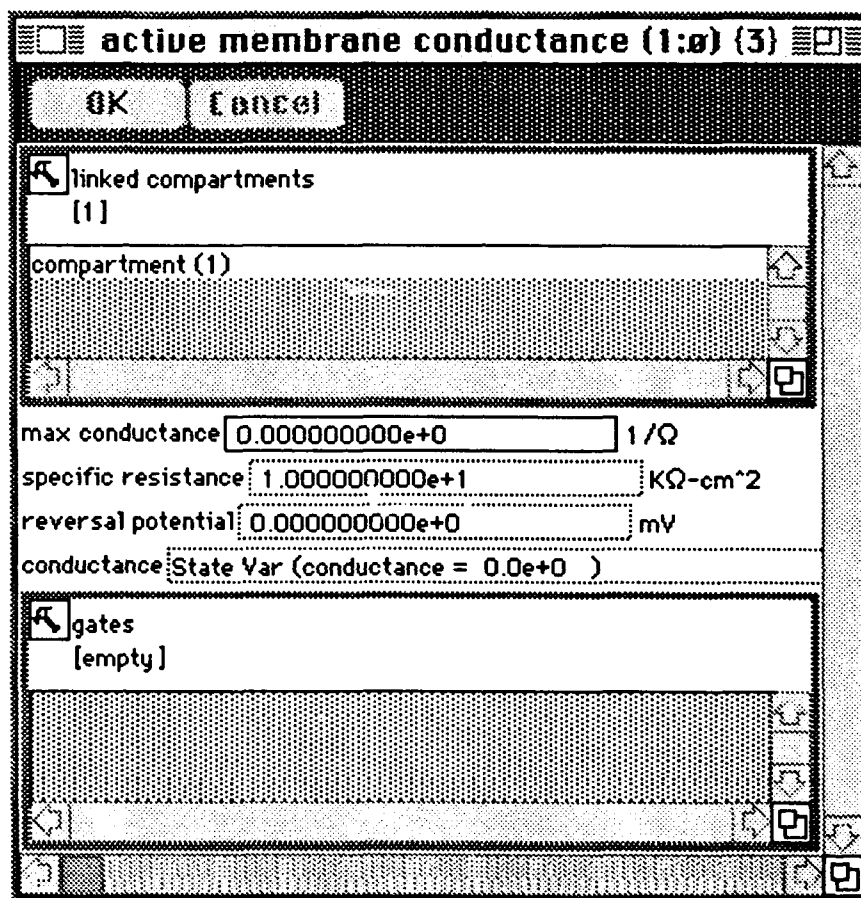 active membrane conductance (1:ø) {3}
OK Cancel
linked compartments
[1]
compartment (1)
max conductance 0.000000000e+0 1/Ω
specific resistance 1.000000000e+1 KΩ-cm^2
reversal potential 0.000000000e+0 mV
conductance State Var (conductance = 0.0e+0 )
gates
[empty]